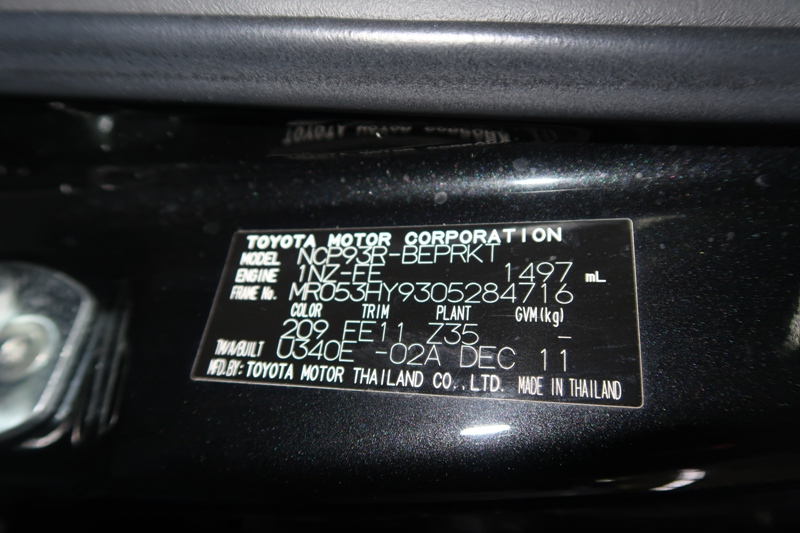 TOYOTA MOTOR CORPORATION
MODEL NCP93R-BEPRKT
ENGINE 1NZ-FE 1497 mL
FRAME No. MR053HY9305284716
COLOR TRIM PLANT GVM(kg)
209 FE11 Z35 -
TM/A/BUILT U340E -02A DEC 11
MFD.BY:TOYOTA MOTOR THAILAND CO.,LTD. MADE IN THAILAND